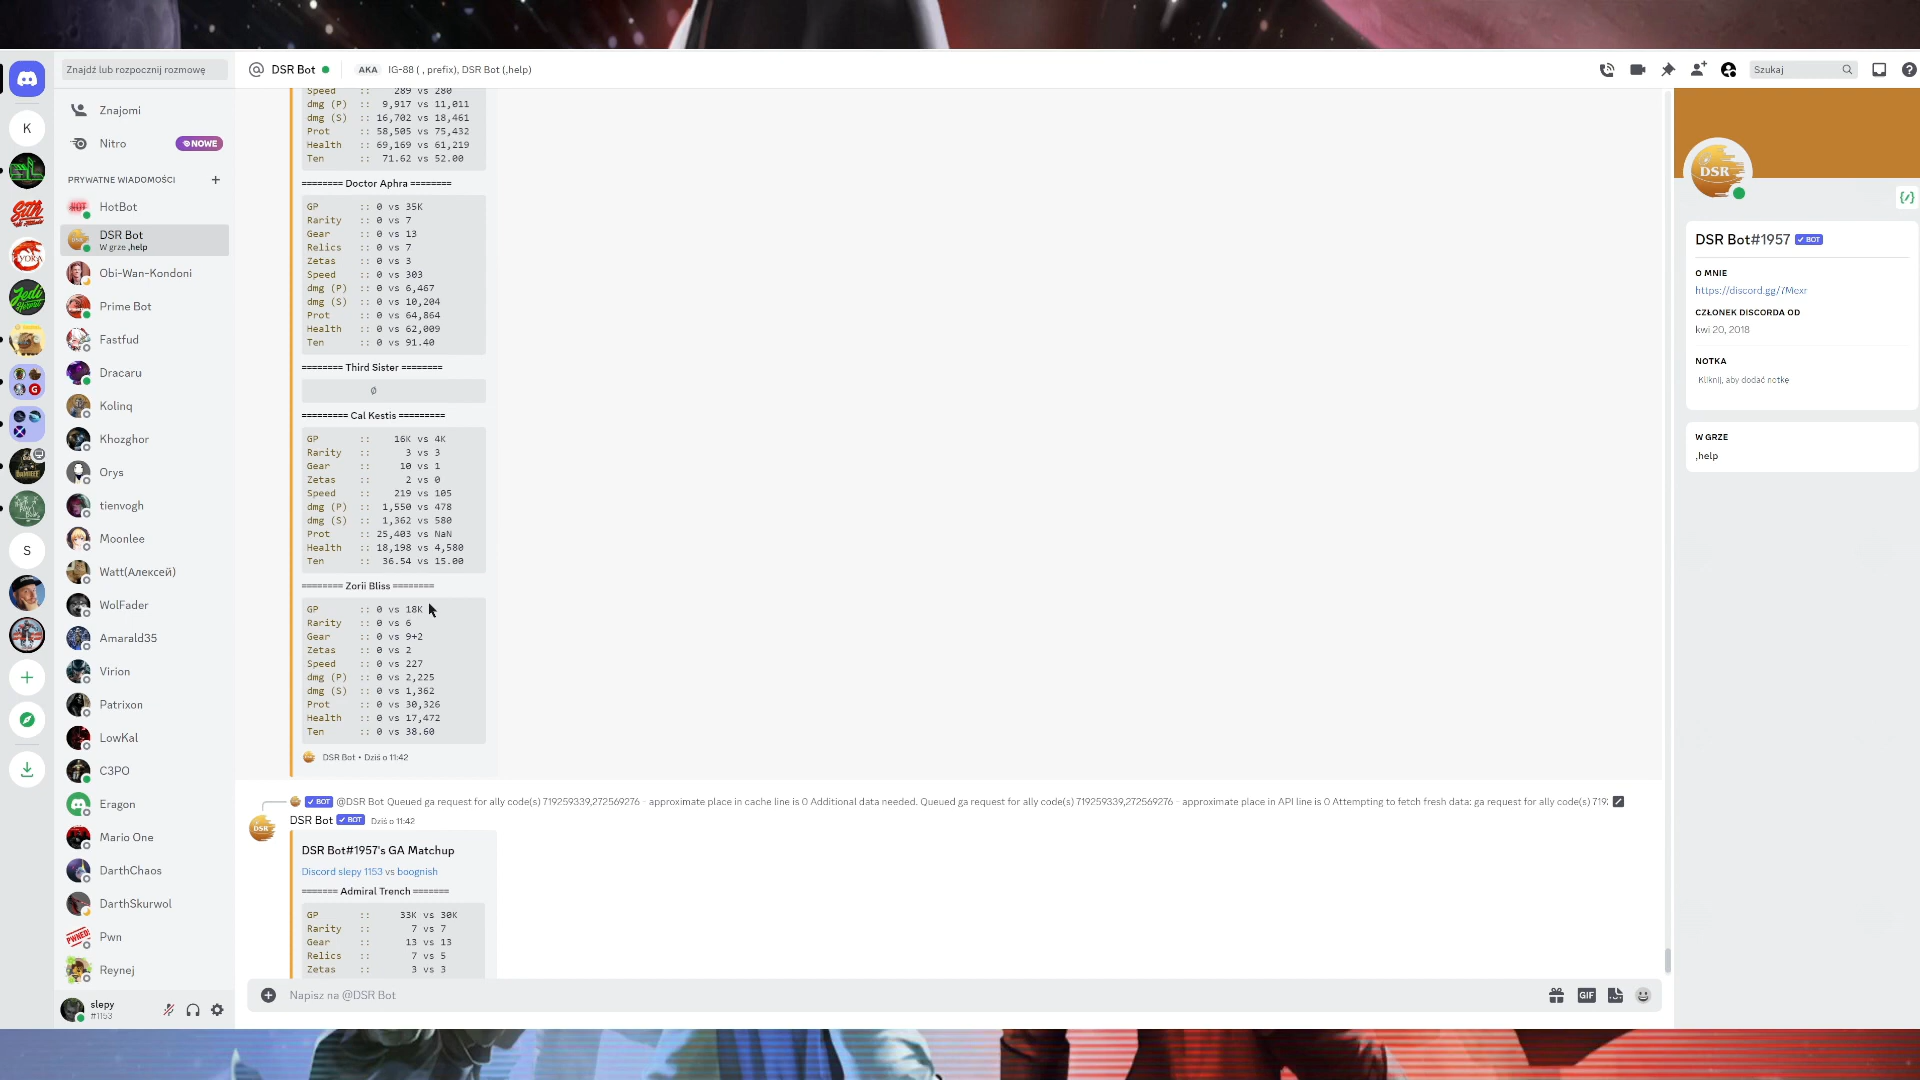 Znajdź lub rozpocznij rozmowę
DSR Bot
AKA IG-88 ( , prefix), DSR Bot (,help)
Szukaj
Znajomi
Nitro
NOWE
PRYWATNE WIADOMOŚCI
HotBot
DSR Bot
W grze ,help
Obi-Wan-Kondoni
Prime Bot
Fastfud
Dracaru
Kolinq
Khozghor
Orys
tienvogh
Moonlee
Watt(Алексей)
WolFader
Amarald35
Virion
Patrixon
LowKal
C3PO
Eragon
Mario One
DarthChaos
DarthSkurwol
Pwn
Reynej
slepy
#1153
K
S
Speed :: 289 vs 280
dmg (P) :: 9,917 vs 11,011
dmg (S) :: 16,702 vs 18,461
Prot :: 58,505 vs 75,432
Health :: 69,169 vs 61,219
Ten :: 71.62 vs 52.00
======== Doctor Aphra ========
GP :: 0 vs 35K
Rarity :: 0 vs 7
Gear :: 0 vs 13
Relics :: 0 vs 7
Zetas :: 0 vs 3
Speed :: 0 vs 303
dmg (P) :: 0 vs 6,467
dmg (S) :: 0 vs 10,204
Prot :: 0 vs 64,864
Health :: 0 vs 62,009
Ten :: 0 vs 91.40
======== Third Sister ========
Ø
========= Cal Kestis =========
GP :: 16K vs 4K
Rarity :: 3 vs 3
Gear :: 10 vs 1
Zetas :: 2 vs 0
Speed :: 219 vs 105
dmg (P) :: 1,550 vs 478
dmg (S) :: 1,362 vs 580
Prot :: 25,403 vs NaN
Health :: 18,198 vs 4,580
Ten :: 36.54 vs 15.00
======== Zorii Bliss ========
GP :: 0 vs 18K
Rarity :: 0 vs 6
Gear :: 0 vs 9+2
Zetas :: 0 vs 2
Speed :: 0 vs 227
dmg (P) :: 0 vs 2,225
dmg (S) :: 0 vs 1,362
Prot :: 0 vs 30,326
Health :: 0 vs 17,472
Ten :: 0 vs 38.60
DSR Bot • Dziś o 11:42
BOT @DSR Bot Queued ga request for ally code(s) 719259339,272569276 - approximate place in cache line is 0 Additional data needed. Queued ga request for ally code(s) 719259339,272569276 - approximate place in API line is 0 Attempting to fetch fresh data: ga request for ally code(s) 719
DSR Bot BOT Dziś o 11:42
DSR Bot#1957's GA Matchup
Discord slepy 1153 vs boognish
======= Admiral Trench =======
GP :: 33K vs 30K
Rarity :: 7 vs 7
Gear :: 13 vs 13
Relics :: 7 vs 5
Zetas :: 3 vs 3
Napisz na @DSR Bot
GIF
DSR
DSR Bot#1957 BOT
O MNIE
https://discord.gg/7Mexr
CZŁONEK DISCORDA OD
kwi 20, 2018
NOTKA
Kliknij, aby dodać notkę
W GRZE
,help